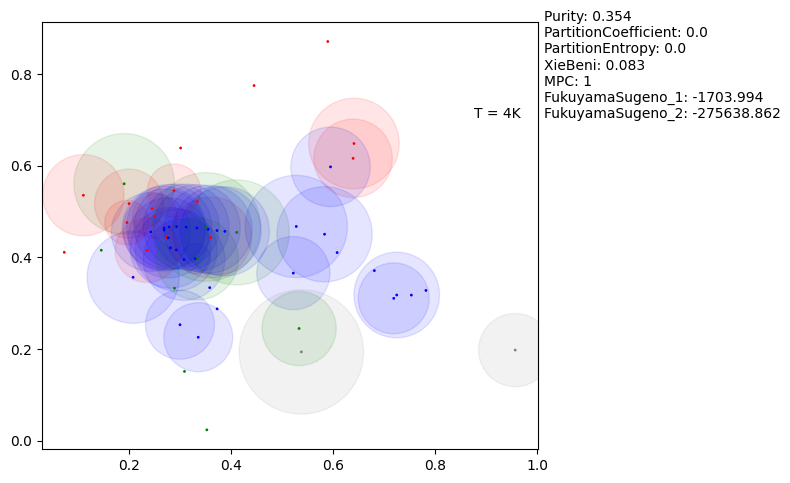 Purity: 0.354
PartitionCoefficient: 0.0
PartitionEntropy: 0.0
XieBeni: 0.083
MPC: 1
FukuyamaSugeno_1: -1703.994
FukuyamaSugeno_2: -275638.862
T = 4K
0.8
0.6
0.4
0.2
0.0
0.2 0.4 0.6 0.8 1.0